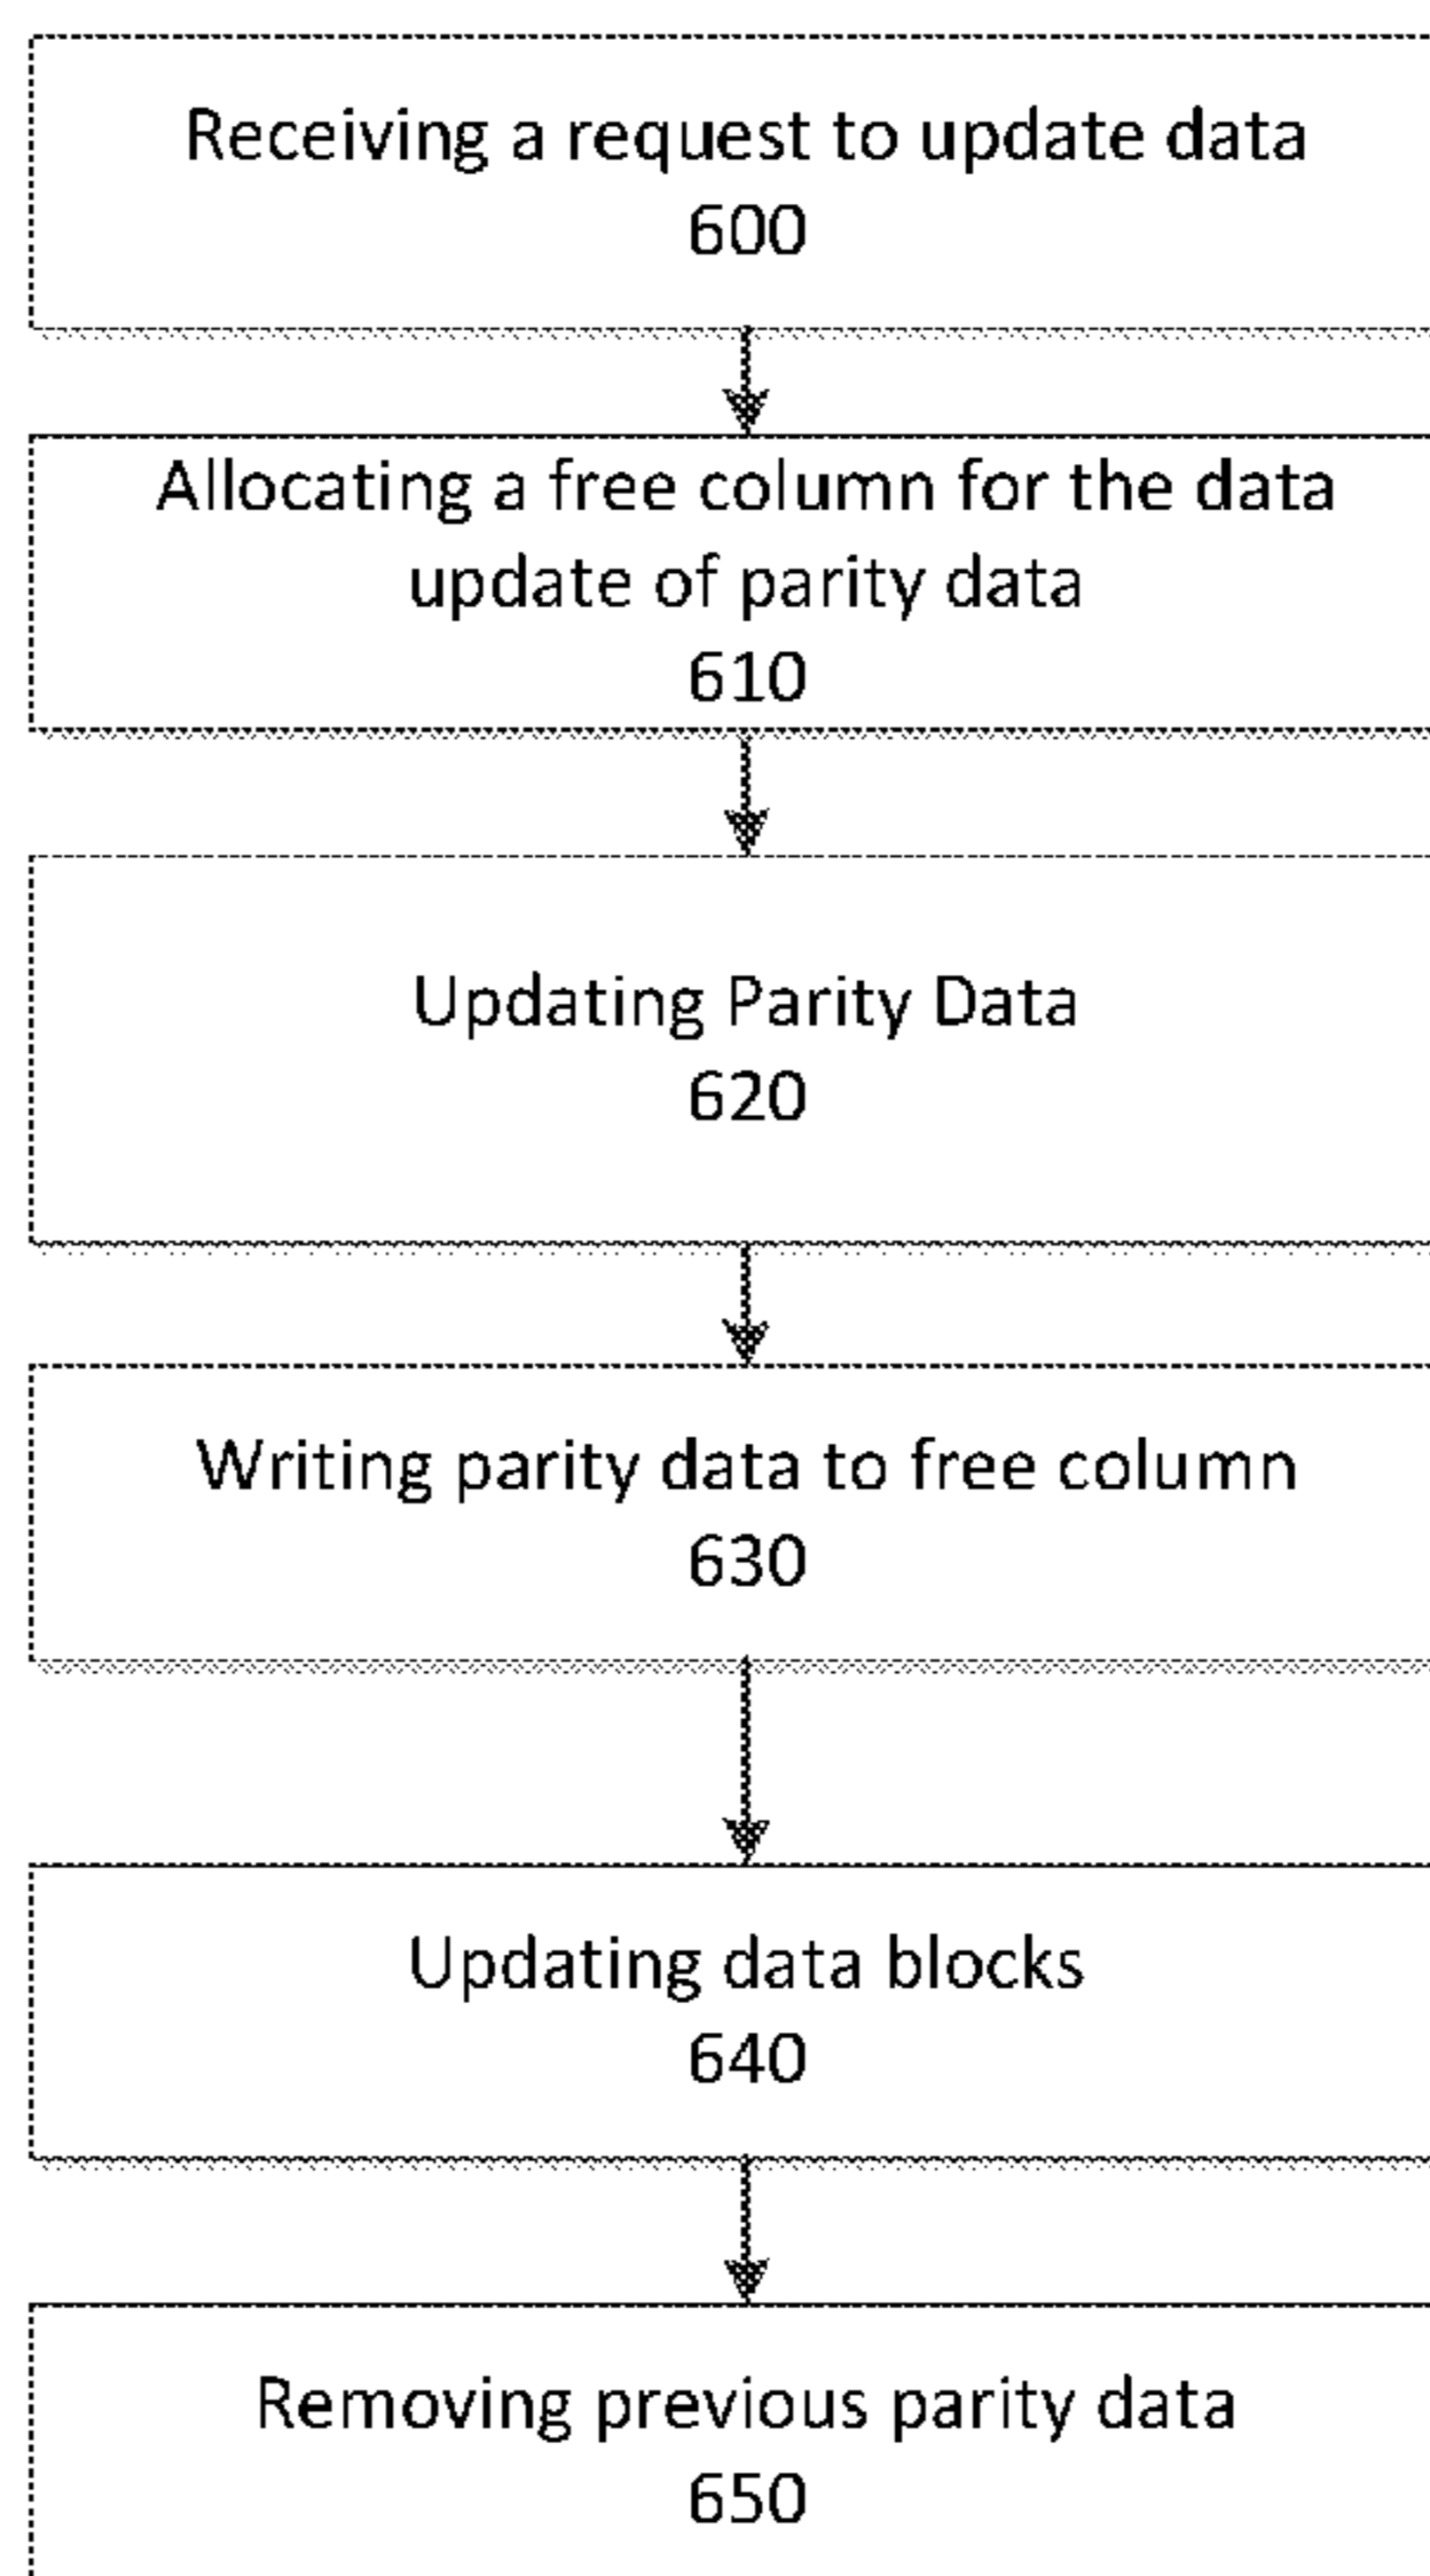 Receiving a request to update data
600
Allocating a free column for the data
update of parity data
610
Updating Parity Data
620
Writing parity data to free column
630
Updating data blocks
640
Removing previous parity data
650